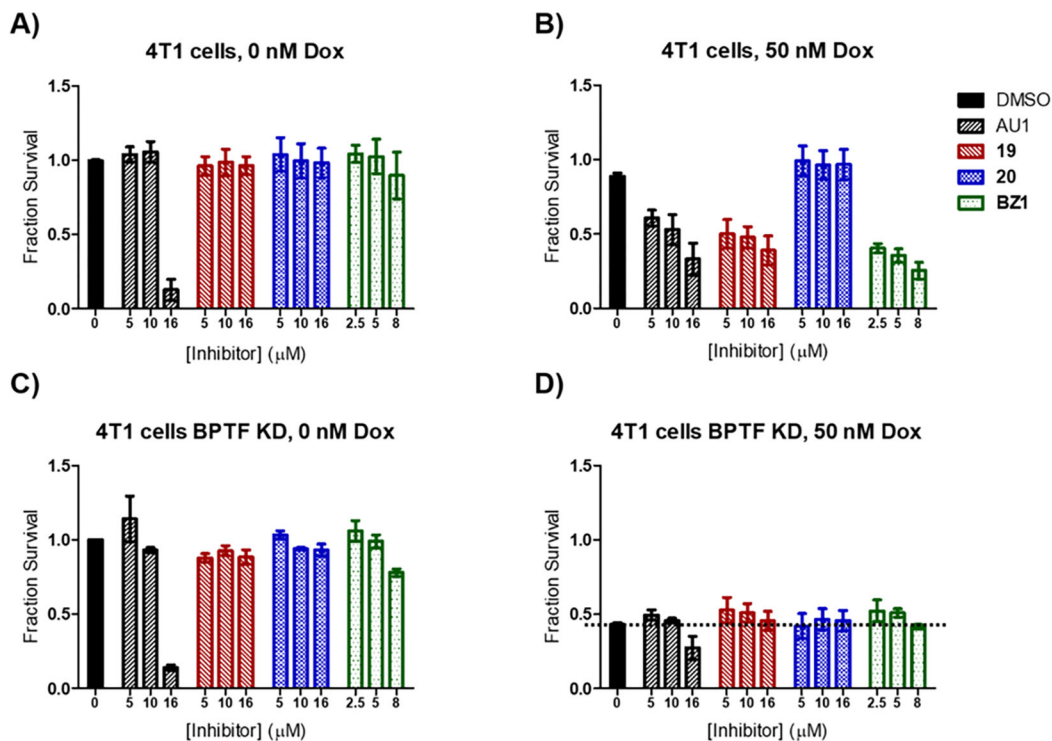 A)
4T1 cells, 0 nM Dox
Fraction Survival
1.5
1.0
0.5
0.0
0 5 10 16 5 10 16 5 10 16 2.5 5 8
[Inhibitor] (μM)
B)
4T1 cells, 50 nM Dox
Fraction Survival
1.5
1.0
0.5
0.0
0 5 10 16 5 10 16 5 10 16 2.5 5 8
[Inhibitor] (μM)
DMSO
AU1
19
20
BZ1
C)
4T1 cells BPTF KD, 0 nM Dox
Fraction Survival
1.5
1.0
0.5
0.0
0 5 10 16 5 10 16 5 10 16 2.5 5 8
[Inhibitor] (μM)
D)
4T1 cells BPTF KD, 50 nM Dox
Fraction Survival
1.5
1.0
0.5
0.0
0 5 10 16 5 10 16 5 10 16 2.5 5 8
[Inhibitor] (μM)